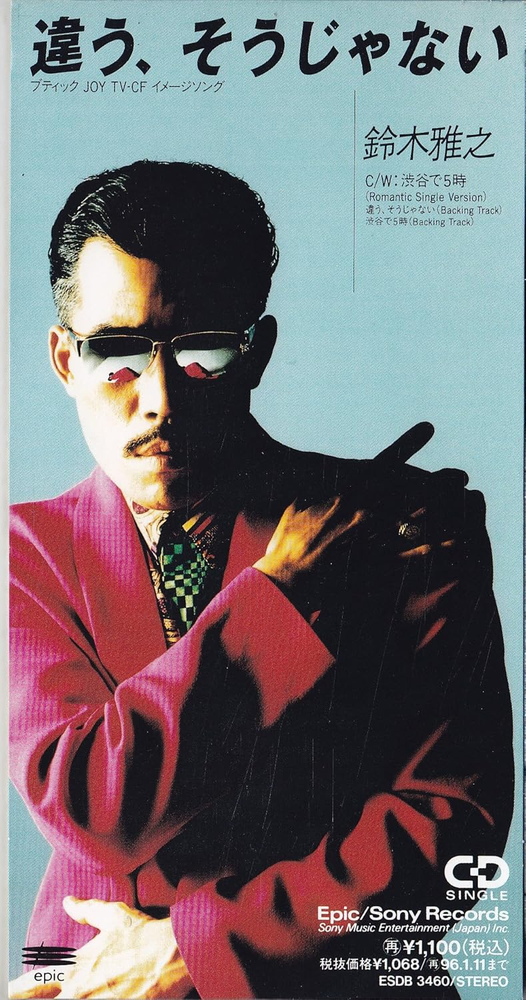 違う、そうじゃない
ブティック JOY TV-CF イメージソング
鈴木雅之
C/W:渋谷で5時
(Romantic Single Version)
違う、そうじゃない(Backing Track)
渋谷で5時(Backing Track)
CD
SINGLE
Epic/Sony Records
Sony Music Entertainment (Japan) Inc.
㊢¥1,100(税込)
税抜価格¥1,068/再96.1.11まで
ESDB 3460/STEREO
epic